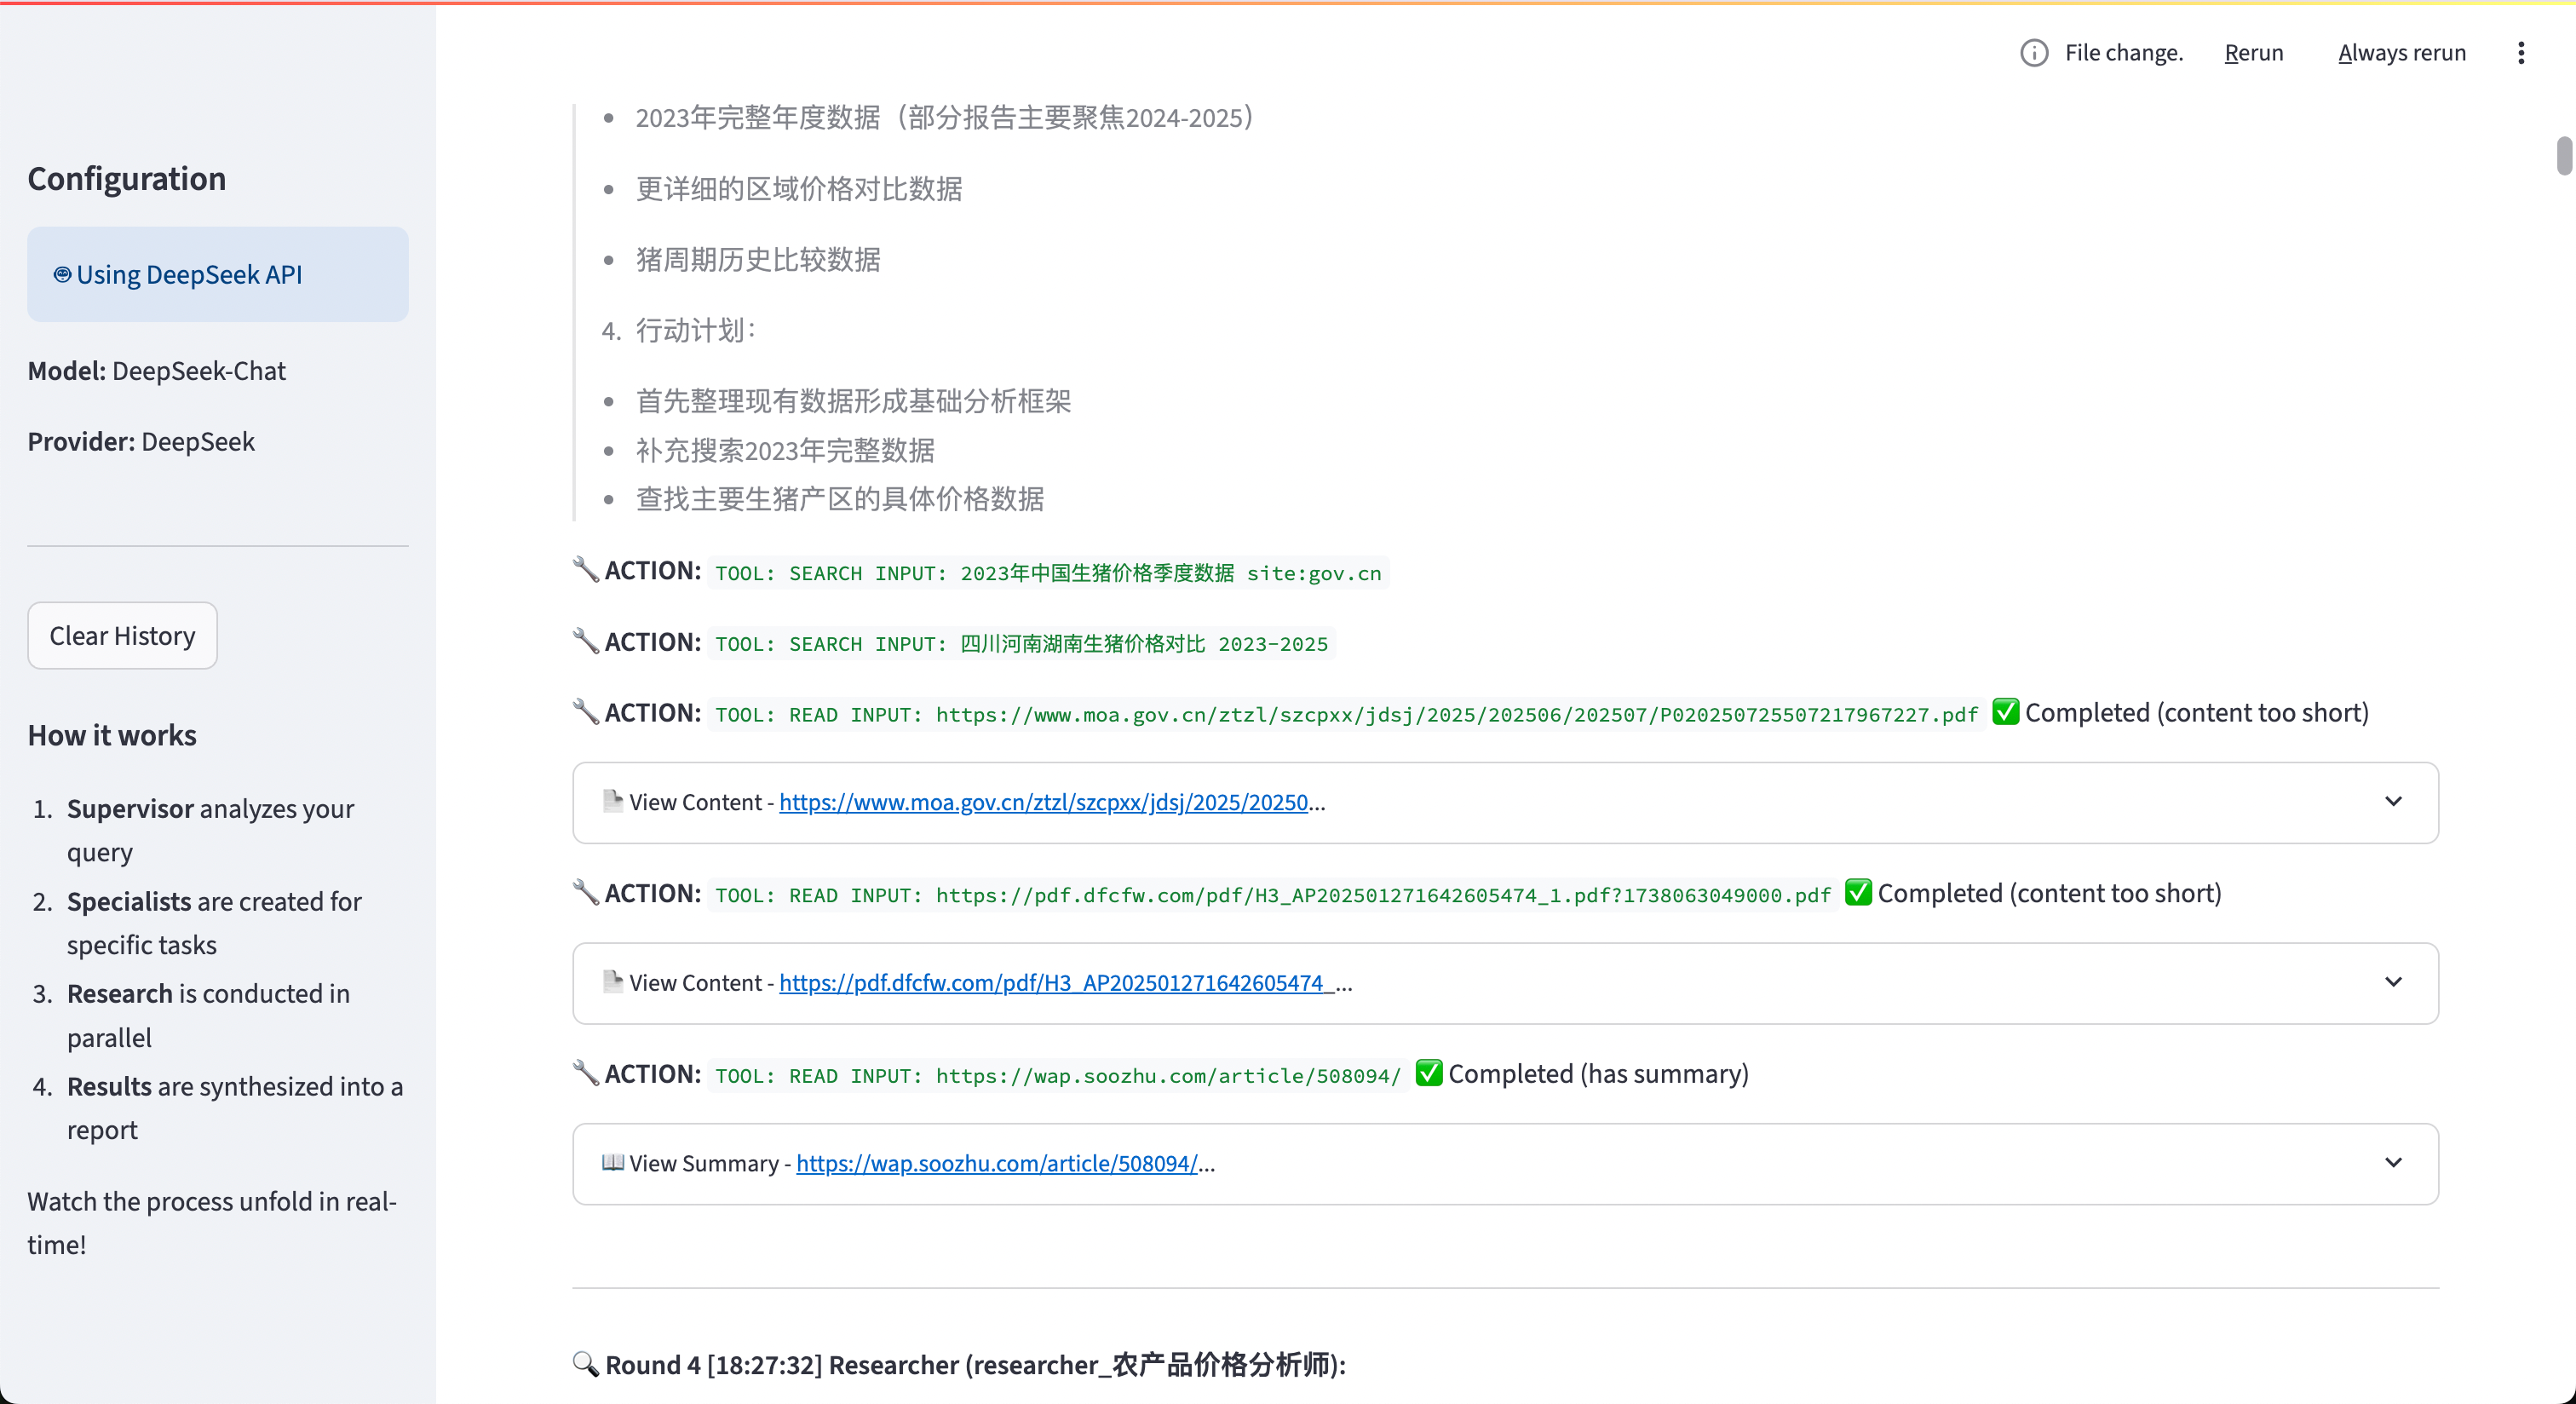 File change.
Rerun
Always rerun
Configuration
Using DeepSeek API
Model: DeepSeek-Chat
Provider: DeepSeek
Clear History
How it works
1. Supervisor analyzes your
query
2. Specialists are created for
specific tasks
3. Research is conducted in
parallel
4. Results are synthesized into a
report
Watch the process unfold in real-
time!
• 2023年完整年度数据（部分报告主要聚焦2024-2025）
• 更详细的区域价格对比数据
• 猪周期历史比较数据
4. 行动计划：
• 首先整理现有数据形成基础分析框架
• 补充搜索2023年完整数据
• 查找主要生猪产区的具体价格数据
ACTION: TOOL: SEARCH INPUT: 2023年中国生猪价格季度数据 site:gov.cn
ACTION: TOOL: SEARCH INPUT: 四川河南湖南生猪价格对比 2023-2025
ACTION: TOOL: READ INPUT: https://www.moa.gov.cn/ztzl/szcpxx/jdsj/2025/202506/202507/P020250725507217967227.pdf ✅ Completed (content too short)
View Content - https://www.moa.gov.cn/ztzl/szcpxx/jdsj/2025/20250...
ACTION: TOOL: READ INPUT: https://pdf.dfcfw.com/pdf/H3_AP202501271642605474_1.pdf?1738063049000.pdf ✅ Completed (content too short)
View Content - https://pdf.dfcfw.com/pdf/H3_AP202501271642605474_...
ACTION: TOOL: READ INPUT: https://wap.soozhu.com/article/508094/ ✅ Completed (has summary)
View Summary - https://wap.soozhu.com/article/508094/...
Round 4 [18:27:32] Researcher (researcher_农产品价格分析师):